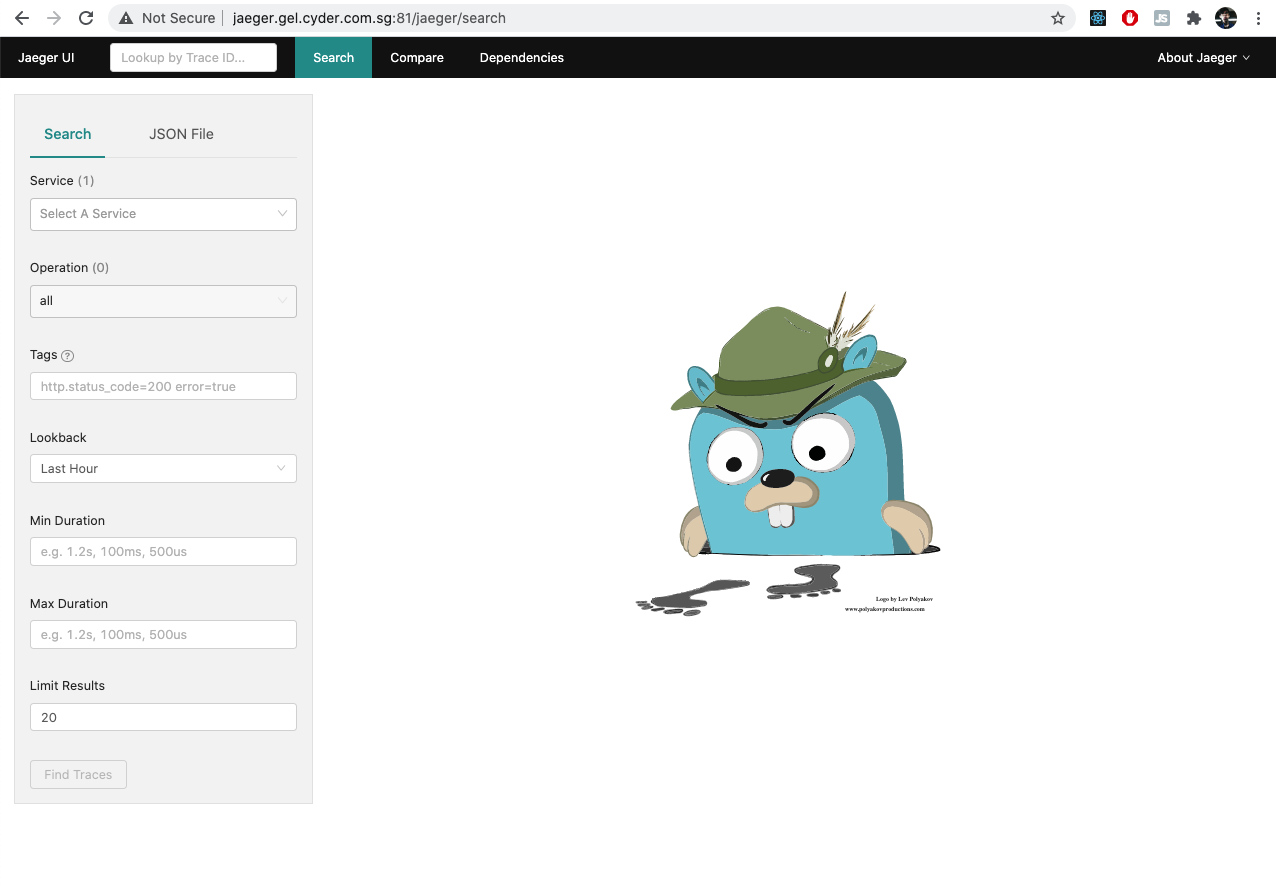 Not Secure jaeger.gel.cyder.com.sg:81/jaeger/search
JS
Jaeger UI Lookup by Trace ID... Search Compare Dependencies About Jaeger
Search JSON File
Service (1)
Select A Service
Operation (0)
all
Tags ?
http.status_code=200 error=true
Lookback
Last Hour
Min Duration
e.g. 1.2s, 100ms, 500us
Max Duration
e.g. 1.2s, 100ms, 500us
Limit Results
20
Find Traces
Logo by Lev Polyakov
www.polyakovproductions.com